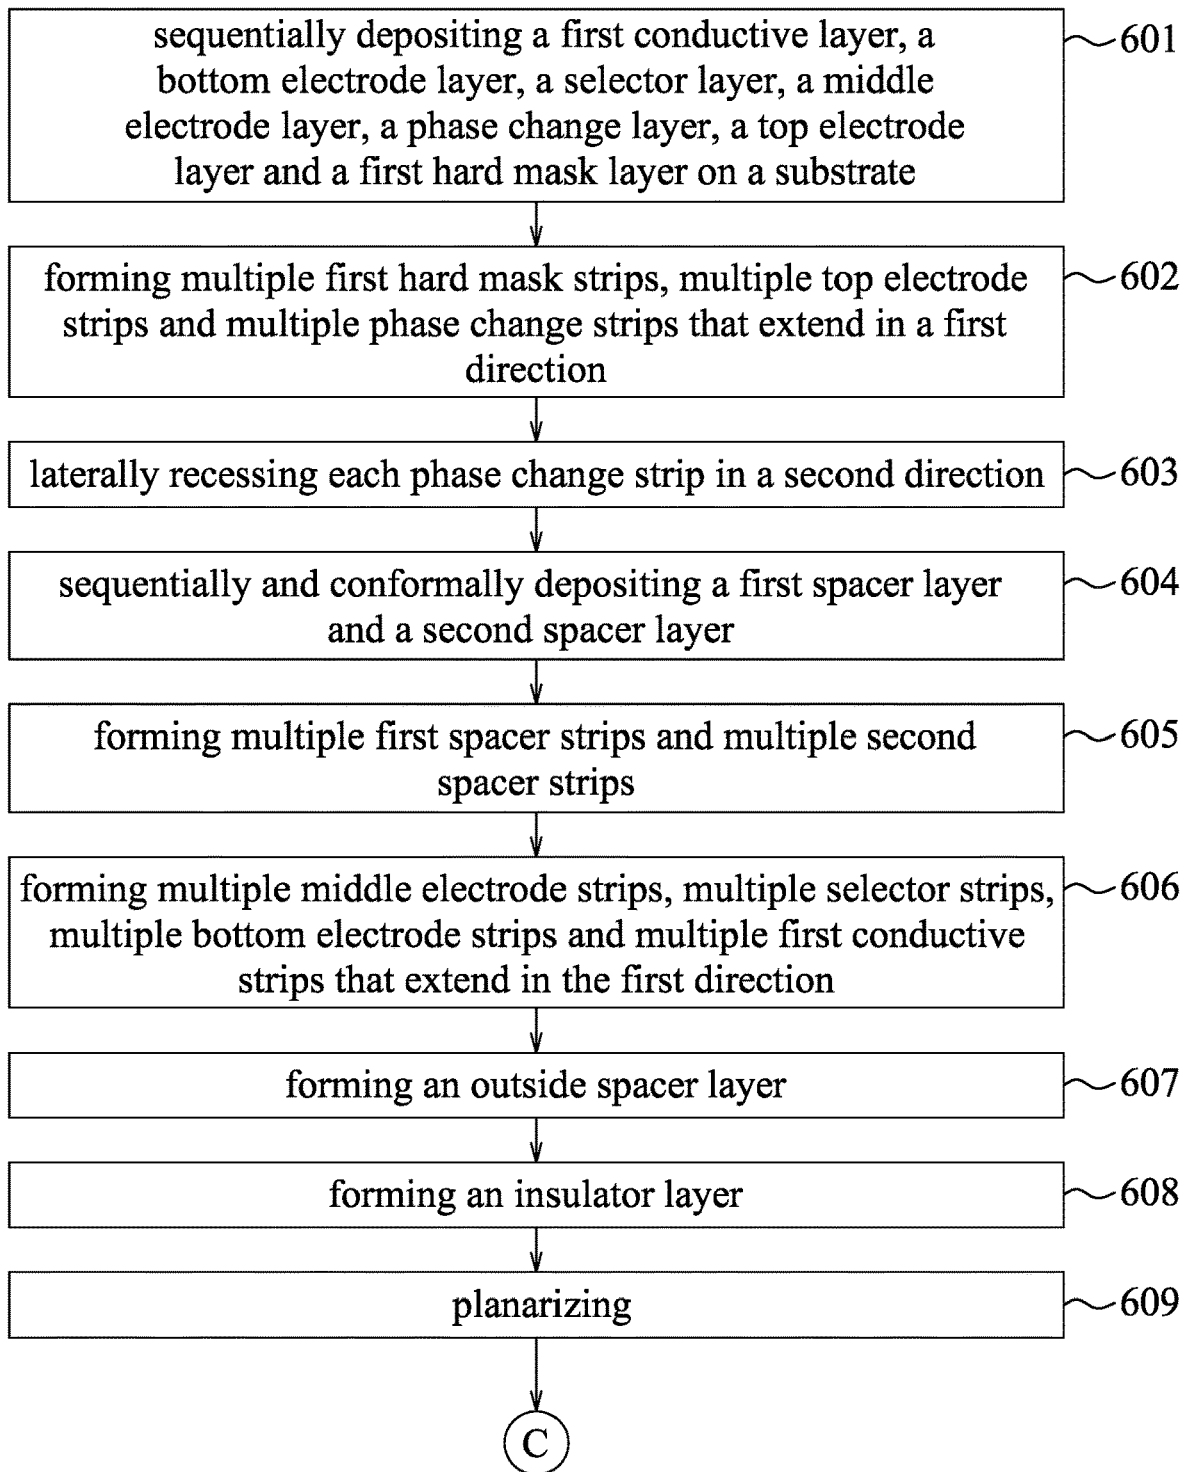 sequentially depositing a first conductive layer, a
bottom electrode layer, a selector layer, a middle
electrode layer, a phase change layer, a top electrode
layer and a first hard mask layer on a substrate
601
forming multiple first hard mask strips, multiple top electrode
strips and multiple phase change strips that extend in a first
direction
602
laterally recessing each phase change strip in a second direction
603
sequentially and conformally depositing a first spacer layer
and a second spacer layer
604
forming multiple first spacer strips and multiple second
spacer strips
605
forming multiple middle electrode strips, multiple selector strips,
multiple bottom electrode strips and multiple first conductive
strips that extend in the first direction
606
forming an outside spacer layer
607
forming an insulator layer
608
planarizing
609
C